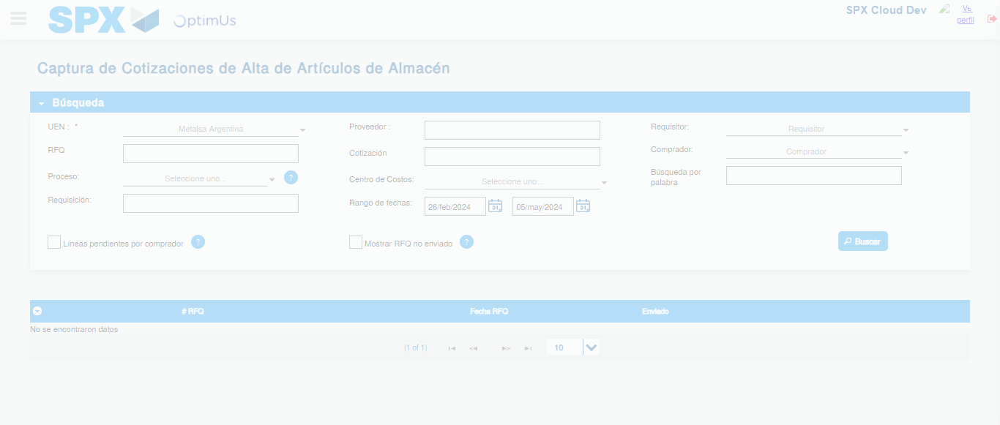 SPX OptimUs
SPX Cloud Dev
Ve
perfil
Captura de Cotizaciones de Alta de Artículos de Almacén
Búsqueda
UEN : * Metalsa Argentina
RFQ
Proceso: Seleccione uno... ?
Requisición:
Proveedor :
Cotización
Centro de Costos: Seleccione uno...
Rango de fechas: 26/feb/2024 31 05/may/2024 31
Requisitor: Requisitor
Comprador: Comprador
Búsqueda por
palabra
Líneas pendientes por comprador ?
Mostrar RFQ no enviado ?
Buscar
# RFQ Fecha RFQ Enviado
No se encontraron datos
(1 of 1) 10